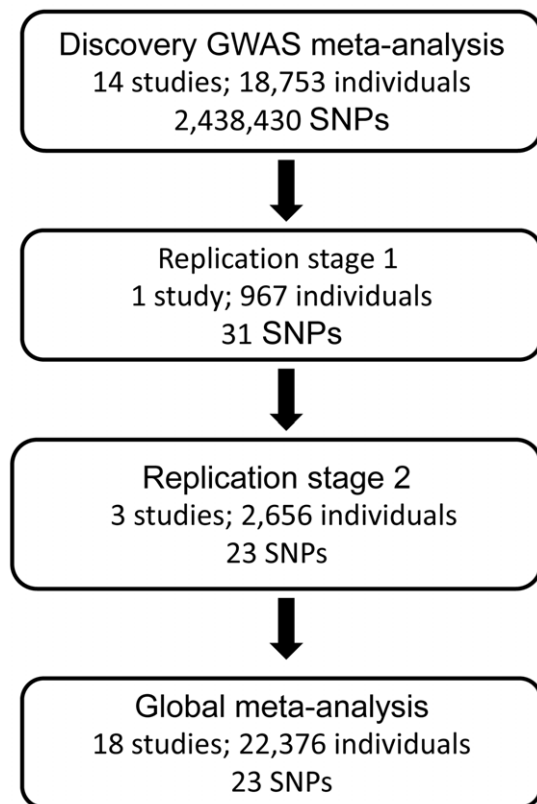 Discovery GWAS meta-analysis
14 studies; 18,753 individuals
2,438,430 SNPs
Replication stage 1
1 study; 967 individuals
31 SNPs
Replication stage 2
3 studies; 2,656 individuals
23 SNPs
Global meta-analysis
18 studies; 22,376 individuals
23 SNPs